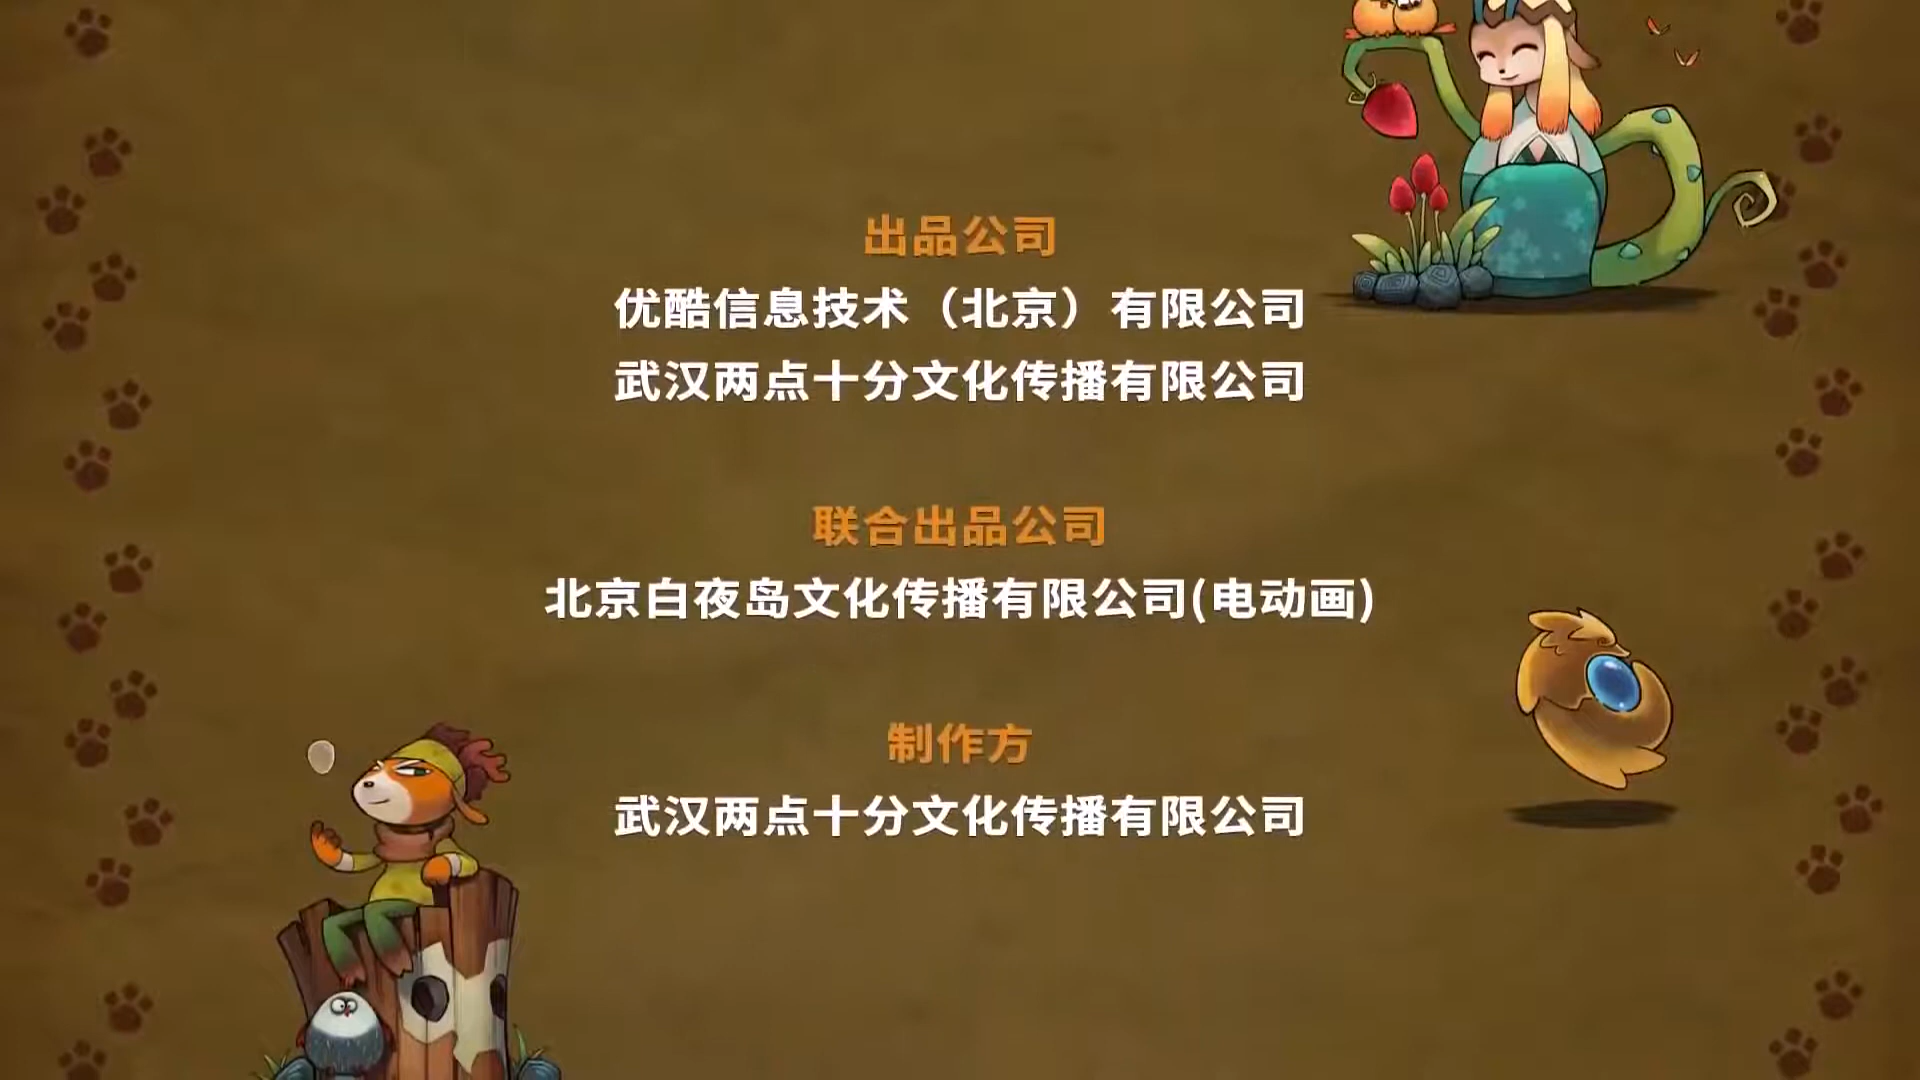 出品公司
优酷信息技术（北京）有限公司
武汉两点十分文化传播有限公司
联合出品公司
北京白夜岛文化传播有限公司(电动画)
制作方
武汉两点十分文化传播有限公司